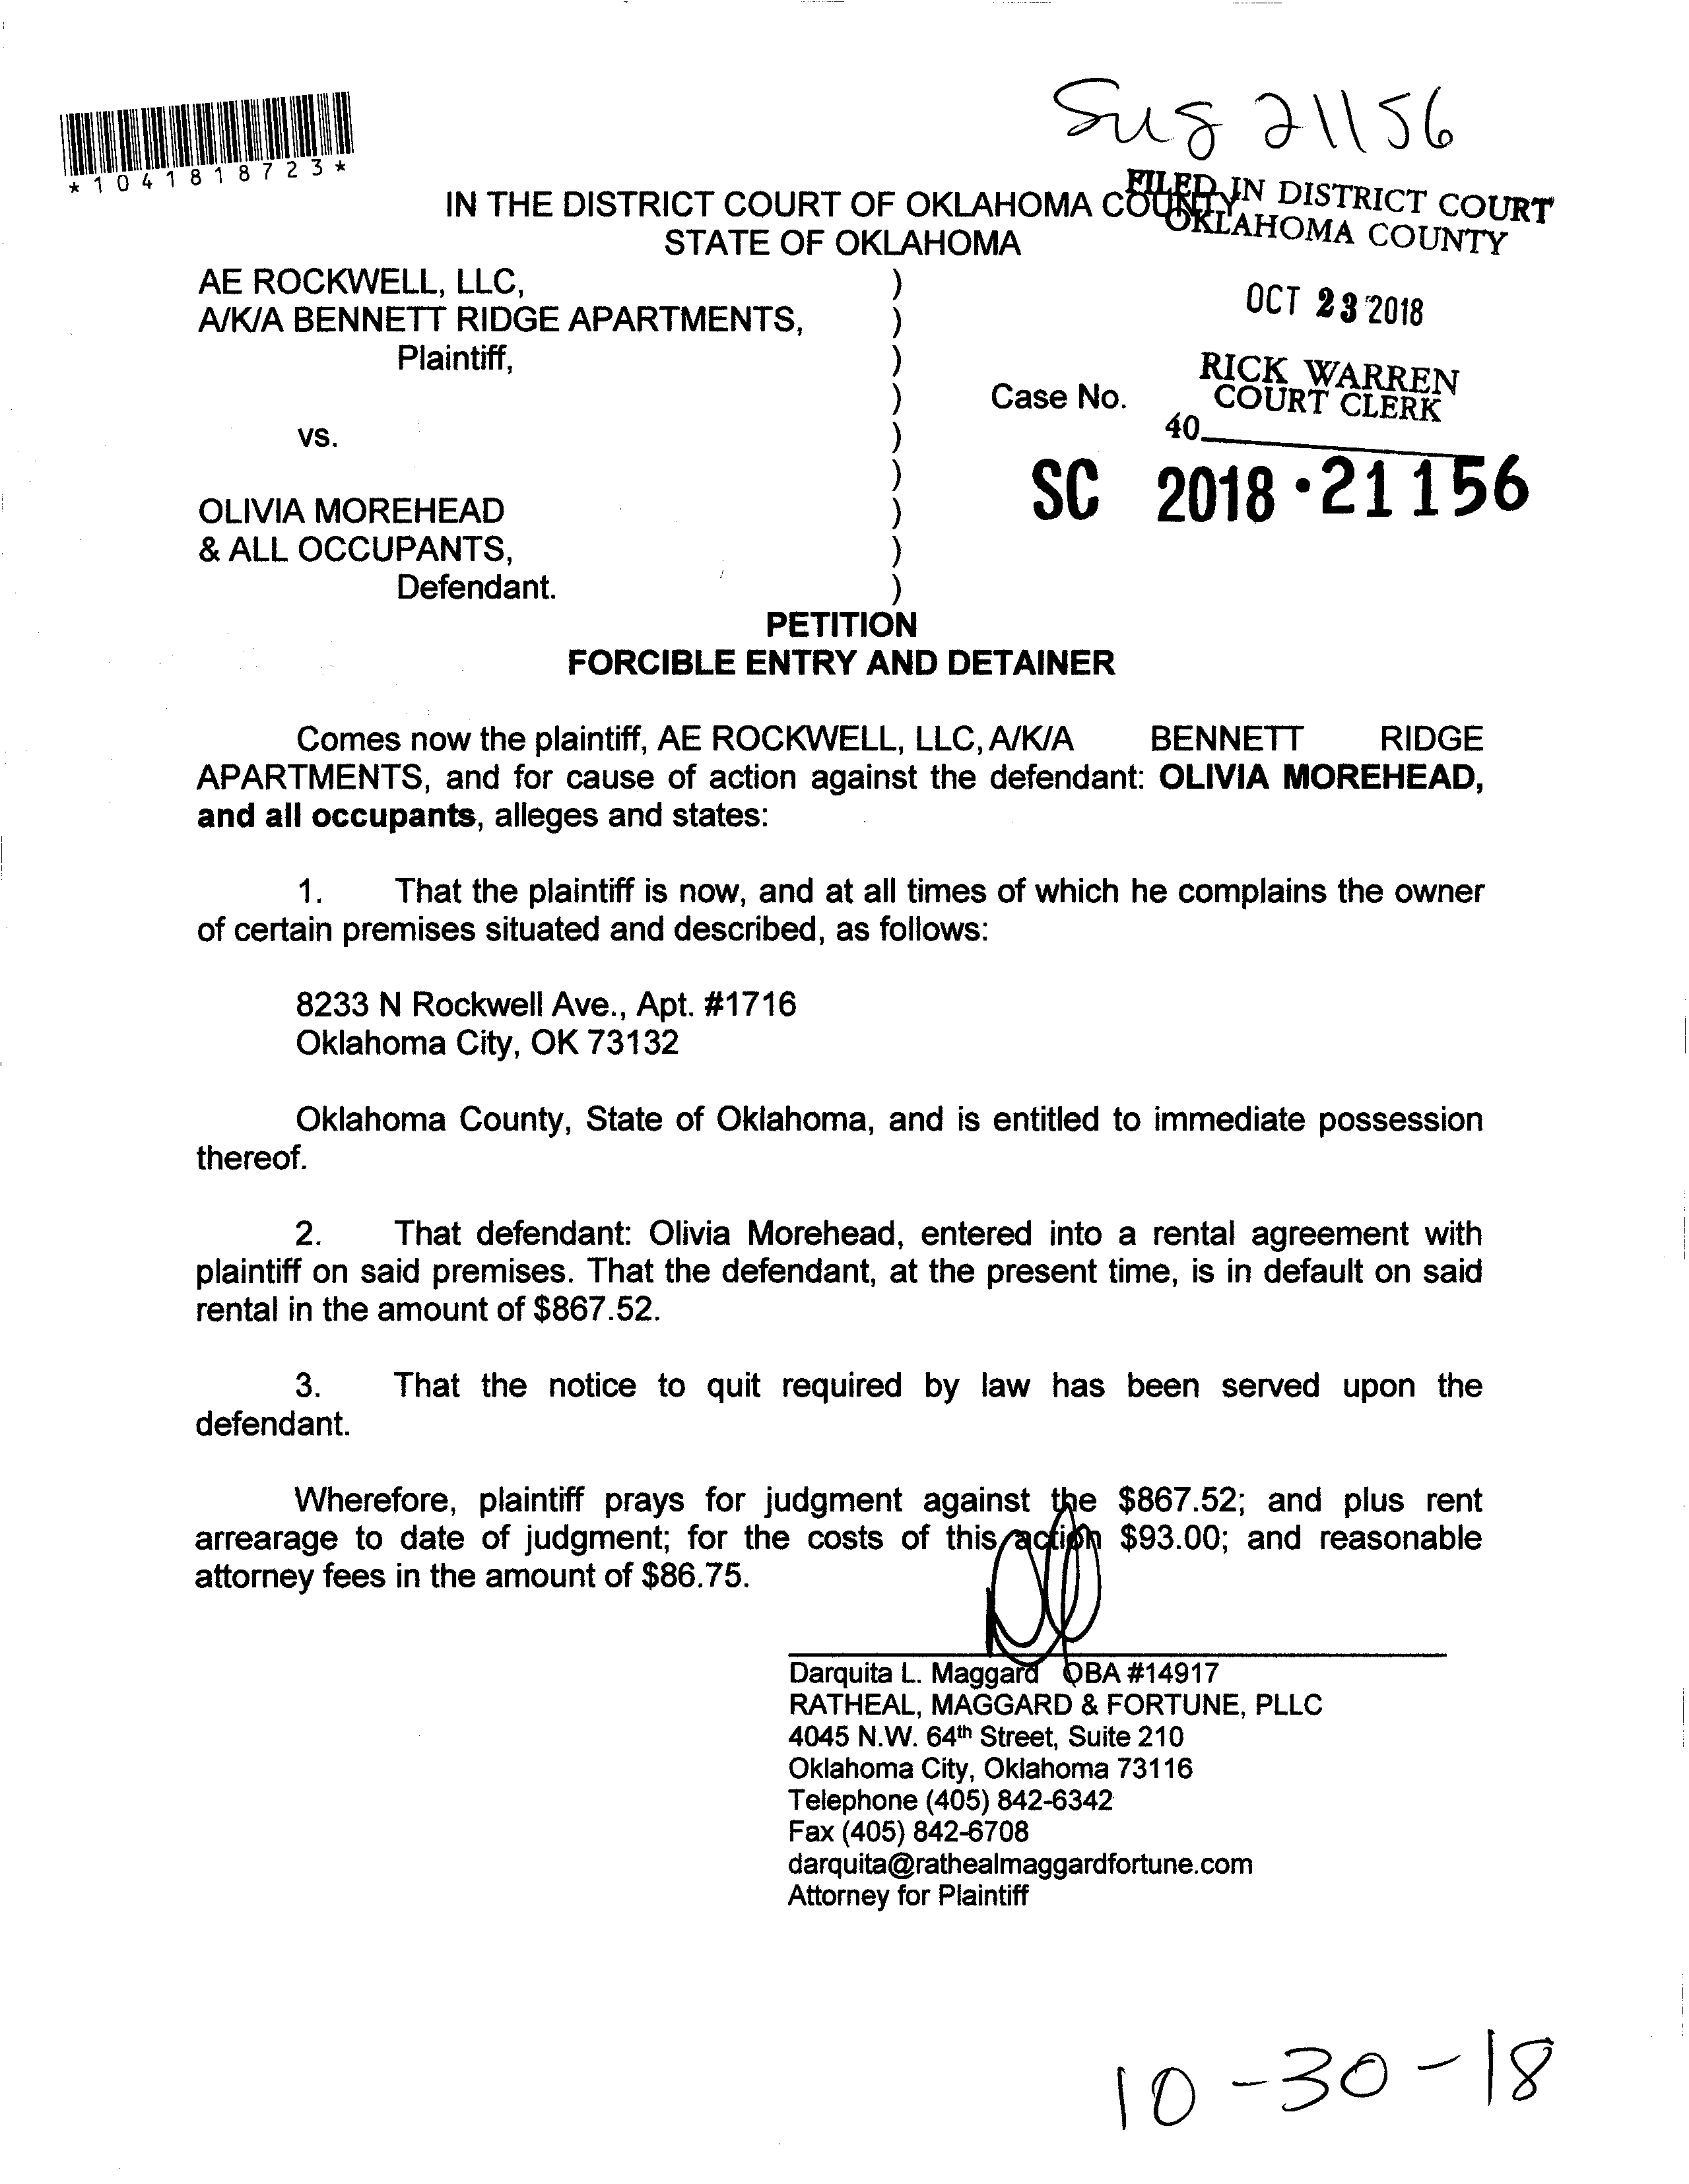 Sug 21156
*1041818723*
FILED IN DISTRICT COURT
OKLAHOMA COUNTY
IN THE DISTRICT COURT OF OKLAHOMA COUNTY
STATE OF OKLAHOMA
OCT 23 2018
RICK WARREN
COURT CLERK
40
AE ROCKWELL, LLC, )
A/K/A BENNETT RIDGE APARTMENTS, )
Plaintiff, )
) Case No.
vs. )
)
SC 2018 · 21156
OLIVIA MOREHEAD )
& ALL OCCUPANTS, )
Defendant. )
PETITION
FORCIBLE ENTRY AND DETAINER
Comes now the plaintiff, AE ROCKWELL, LLC, A/K/A BENNETT RIDGE
APARTMENTS, and for cause of action against the defendant: OLIVIA MOREHEAD,
and all occupants, alleges and states:
1. That the plaintiff is now, and at all times of which he complains the owner
of certain premises situated and described, as follows:
8233 N Rockwell Ave., Apt. #1716
Oklahoma City, OK 73132
Oklahoma County, State of Oklahoma, and is entitled to immediate possession
thereof.
2. That defendant: Olivia Morehead, entered into a rental agreement with
plaintiff on said premises. That the defendant, at the present time, is in default on said
rental in the amount of $867.52.
3. That the notice to quit required by law has been served upon the
defendant.
Wherefore, plaintiff prays for judgment against the $867.52; and plus rent
arrearage to date of judgment; for the costs of this action $93.00; and reasonable
attorney fees in the amount of $86.75.
Darquita L. Maggard OBA #14917
RATHEAL, MAGGARD & FORTUNE, PLLC
4045 N.W. 64th Street, Suite 210
Oklahoma City, Oklahoma 73116
Telephone (405) 842-6342
Fax (405) 842-6708
darquita@rathealmaggardfortune.com
Attorney for Plaintiff
10-30-18